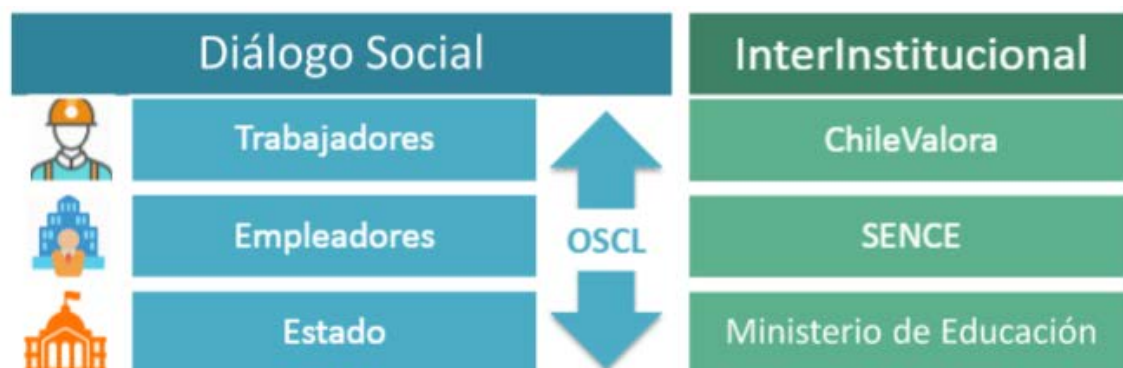 Diálogo Social
InterInstitucional
Trabajadores
ChileValora
Empleadores
OSCL
SENCE
Estado
Ministerio de Educación